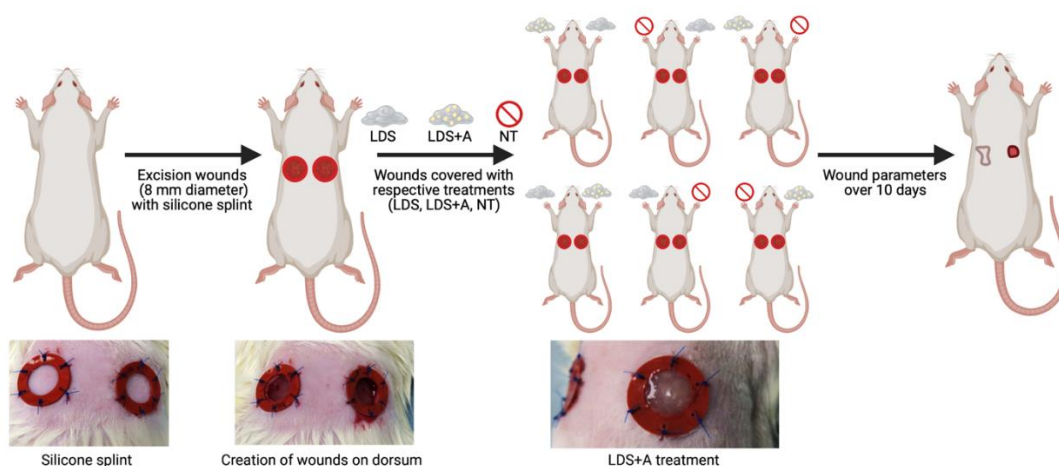 LDS
LDS+A
NT
Excision wounds
(8 mm diameter)
with silicone splint
Wounds covered with
respective treatments
(LDS, LDS+A, NT)
Wound parameters
over 10 days
Silicone splint
Creation of wounds on dorsum
LDS+A treatment